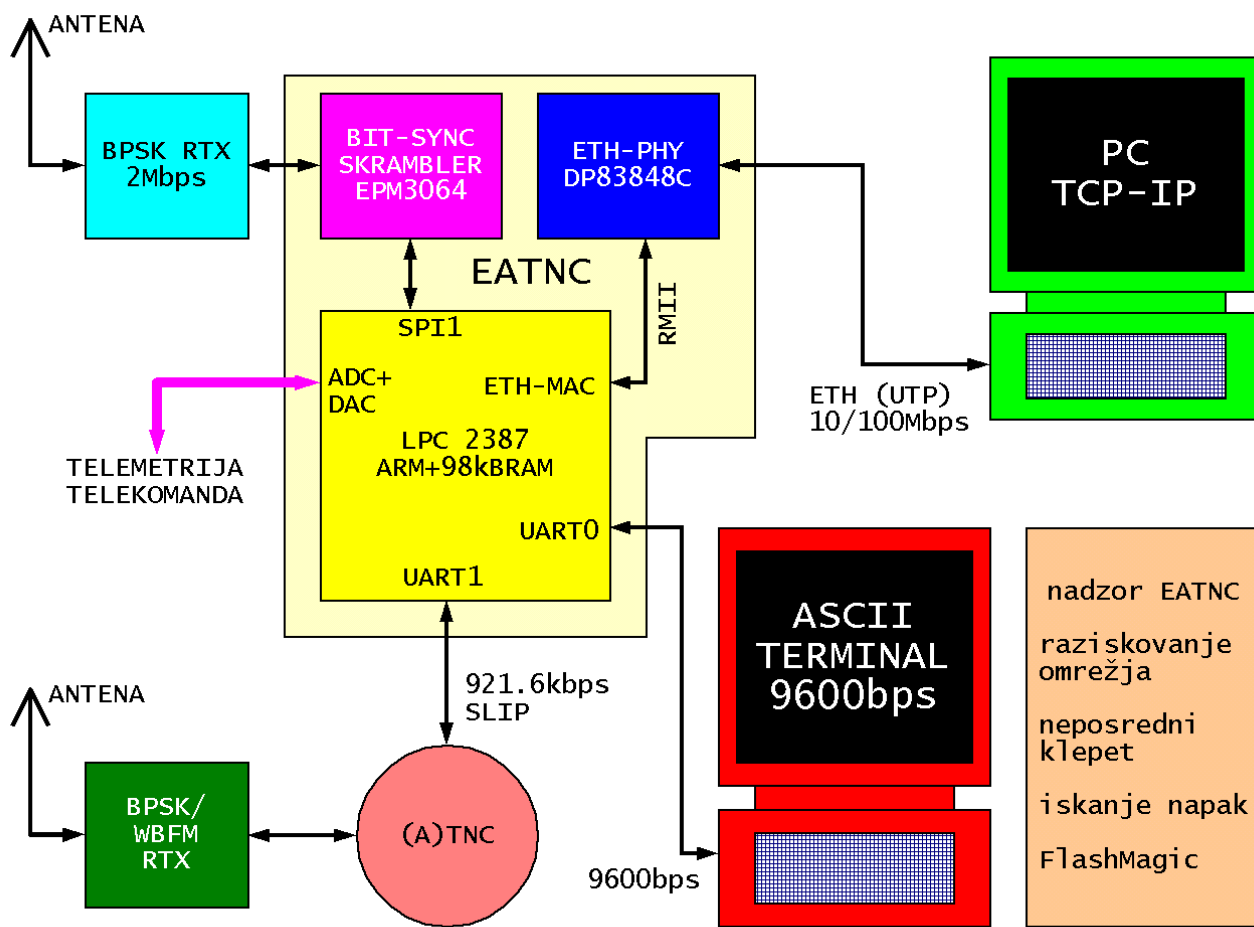 ANTENA
BPSK RTX
2Mbps
BIT-SYNC
SKRAMBLER
EPM3064
ETH-PHY
DP83848C
PC
TCP-IP
EATNC
RMII
SPI1
ADC+
DAC
ETH-MAC
ETH (UTP)
10/100Mbps
LPC 2387
ARM+98kBRAM
TELEMETRIJA
TELEKOMANDA
UART0
UART1
ASCII
TERMINAL
9600bps
nadzor EATNC
raziskovanje
omrežja
neposredni
klepet
iskanje napak
FlashMagic
921.6kbps
SLIP
ANTENA
BPSK/
WBFM
RTX
(A)TNC
9600bps